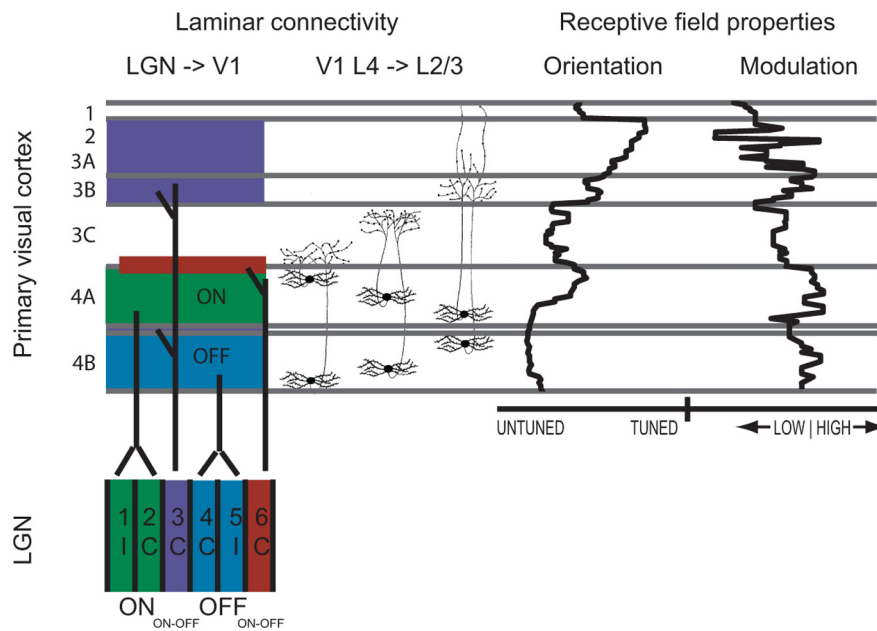 Laminar connectivity
Receptive field properties
LGN -> V1
V1 L4 -> L2/3
Orientation
Modulation
Primary visual cortex
1
2
3A
3B
3C
4A
4B
ON
OFF
UNTUNED
TUNED
LOW | HIGH
LGN
1 2 3 4 5 6
I C C C I C
ON OFF
ON-OFF ON-OFF